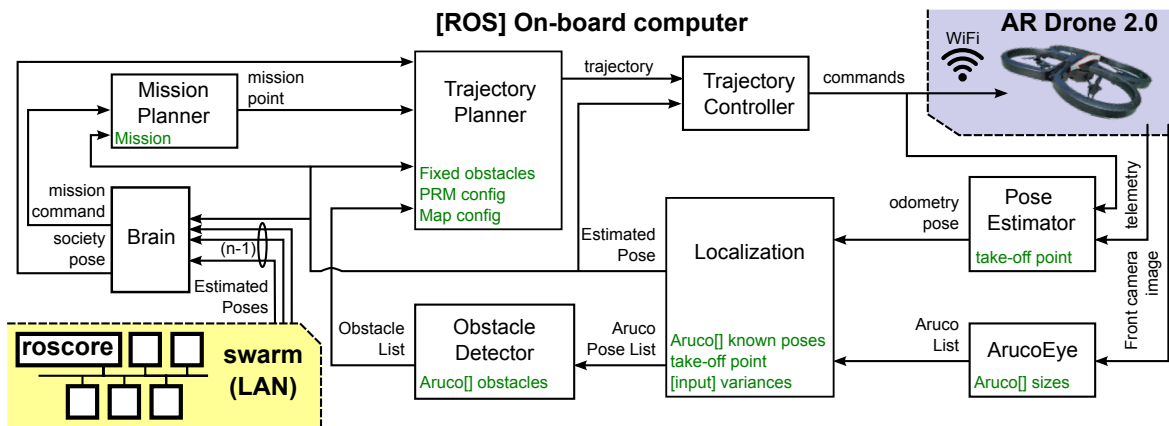 [ROS] On-board computer
AR Drone 2.0
WiFi
Mission
Planner
Mission
mission
point
Trajectory
Planner
Fixed obstacles
PRM config
Map config
trajectory
Trajectory
Controller
commands
mission
command
society
pose
Brain
(n-1)
Estimated
Poses
Estimated
Pose
Localization
Aruco[] known poses
take-off point
[input] variances
odometry
pose
Pose
Estimator
take-off point
telemetry
Front camera
image
roscore
swarm
(LAN)
Obstacle
List
Obstacle
Detector
Aruco[] obstacles
Aruco
Pose List
Aruco
List
ArucoEye
Aruco[] sizes